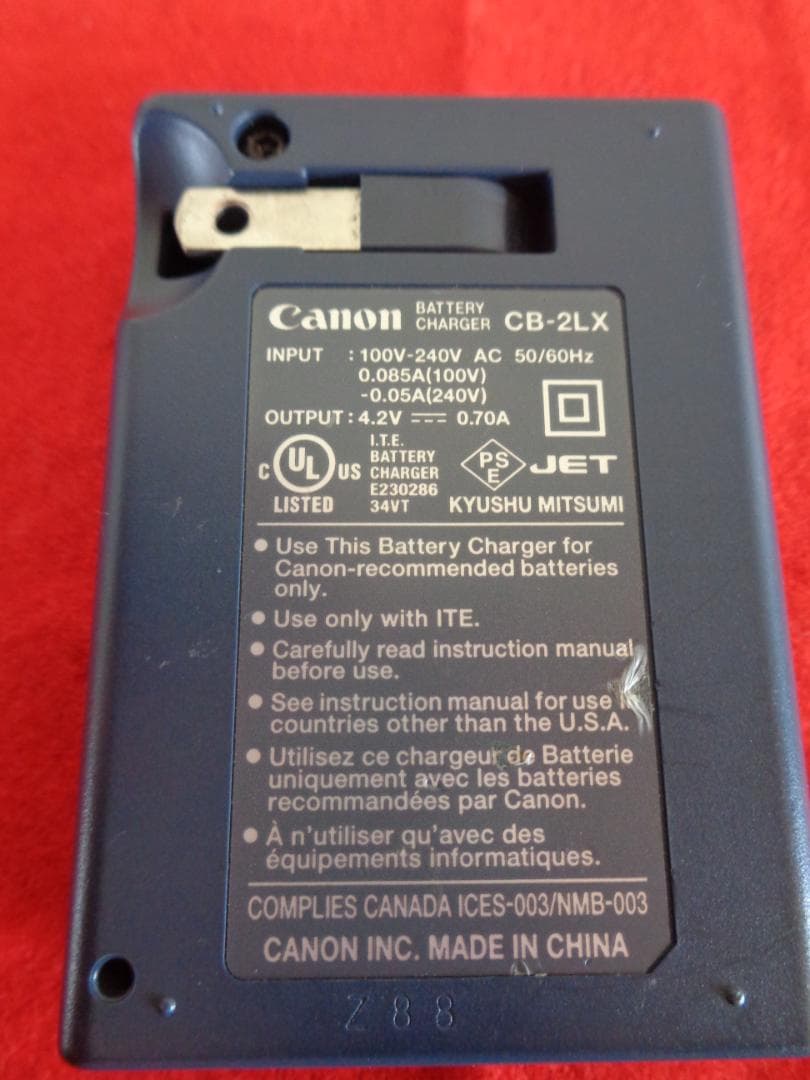 Canon BATTERY CHARGER CB-2LX
INPUT : 100V-240V AC 50/60Hz
0.085A(100V)
-0.05A(240V)
OUTPUT : 4.2V 0.70A
C UL US LISTED
I.T.E.
BATTERY
CHARGER
E230286
34VT
PSE JET
KYUSHU MITSUMI
• Use This Battery Charger for
Canon-recommended batteries
only.
• Use only with ITE.
• Carefully read instruction manual
before use.
• See instruction manual for use
countries other than the U.S.A.
• Utilisez ce chargeur de Batterie
uniquement avec les batteries
recommandées par Canon.
• À n'utiliser qu'avec des
équipements informatiques.
COMPLIES CANADA ICES-003/NMB-003
CANON INC. MADE IN CHINA
Z 8 8